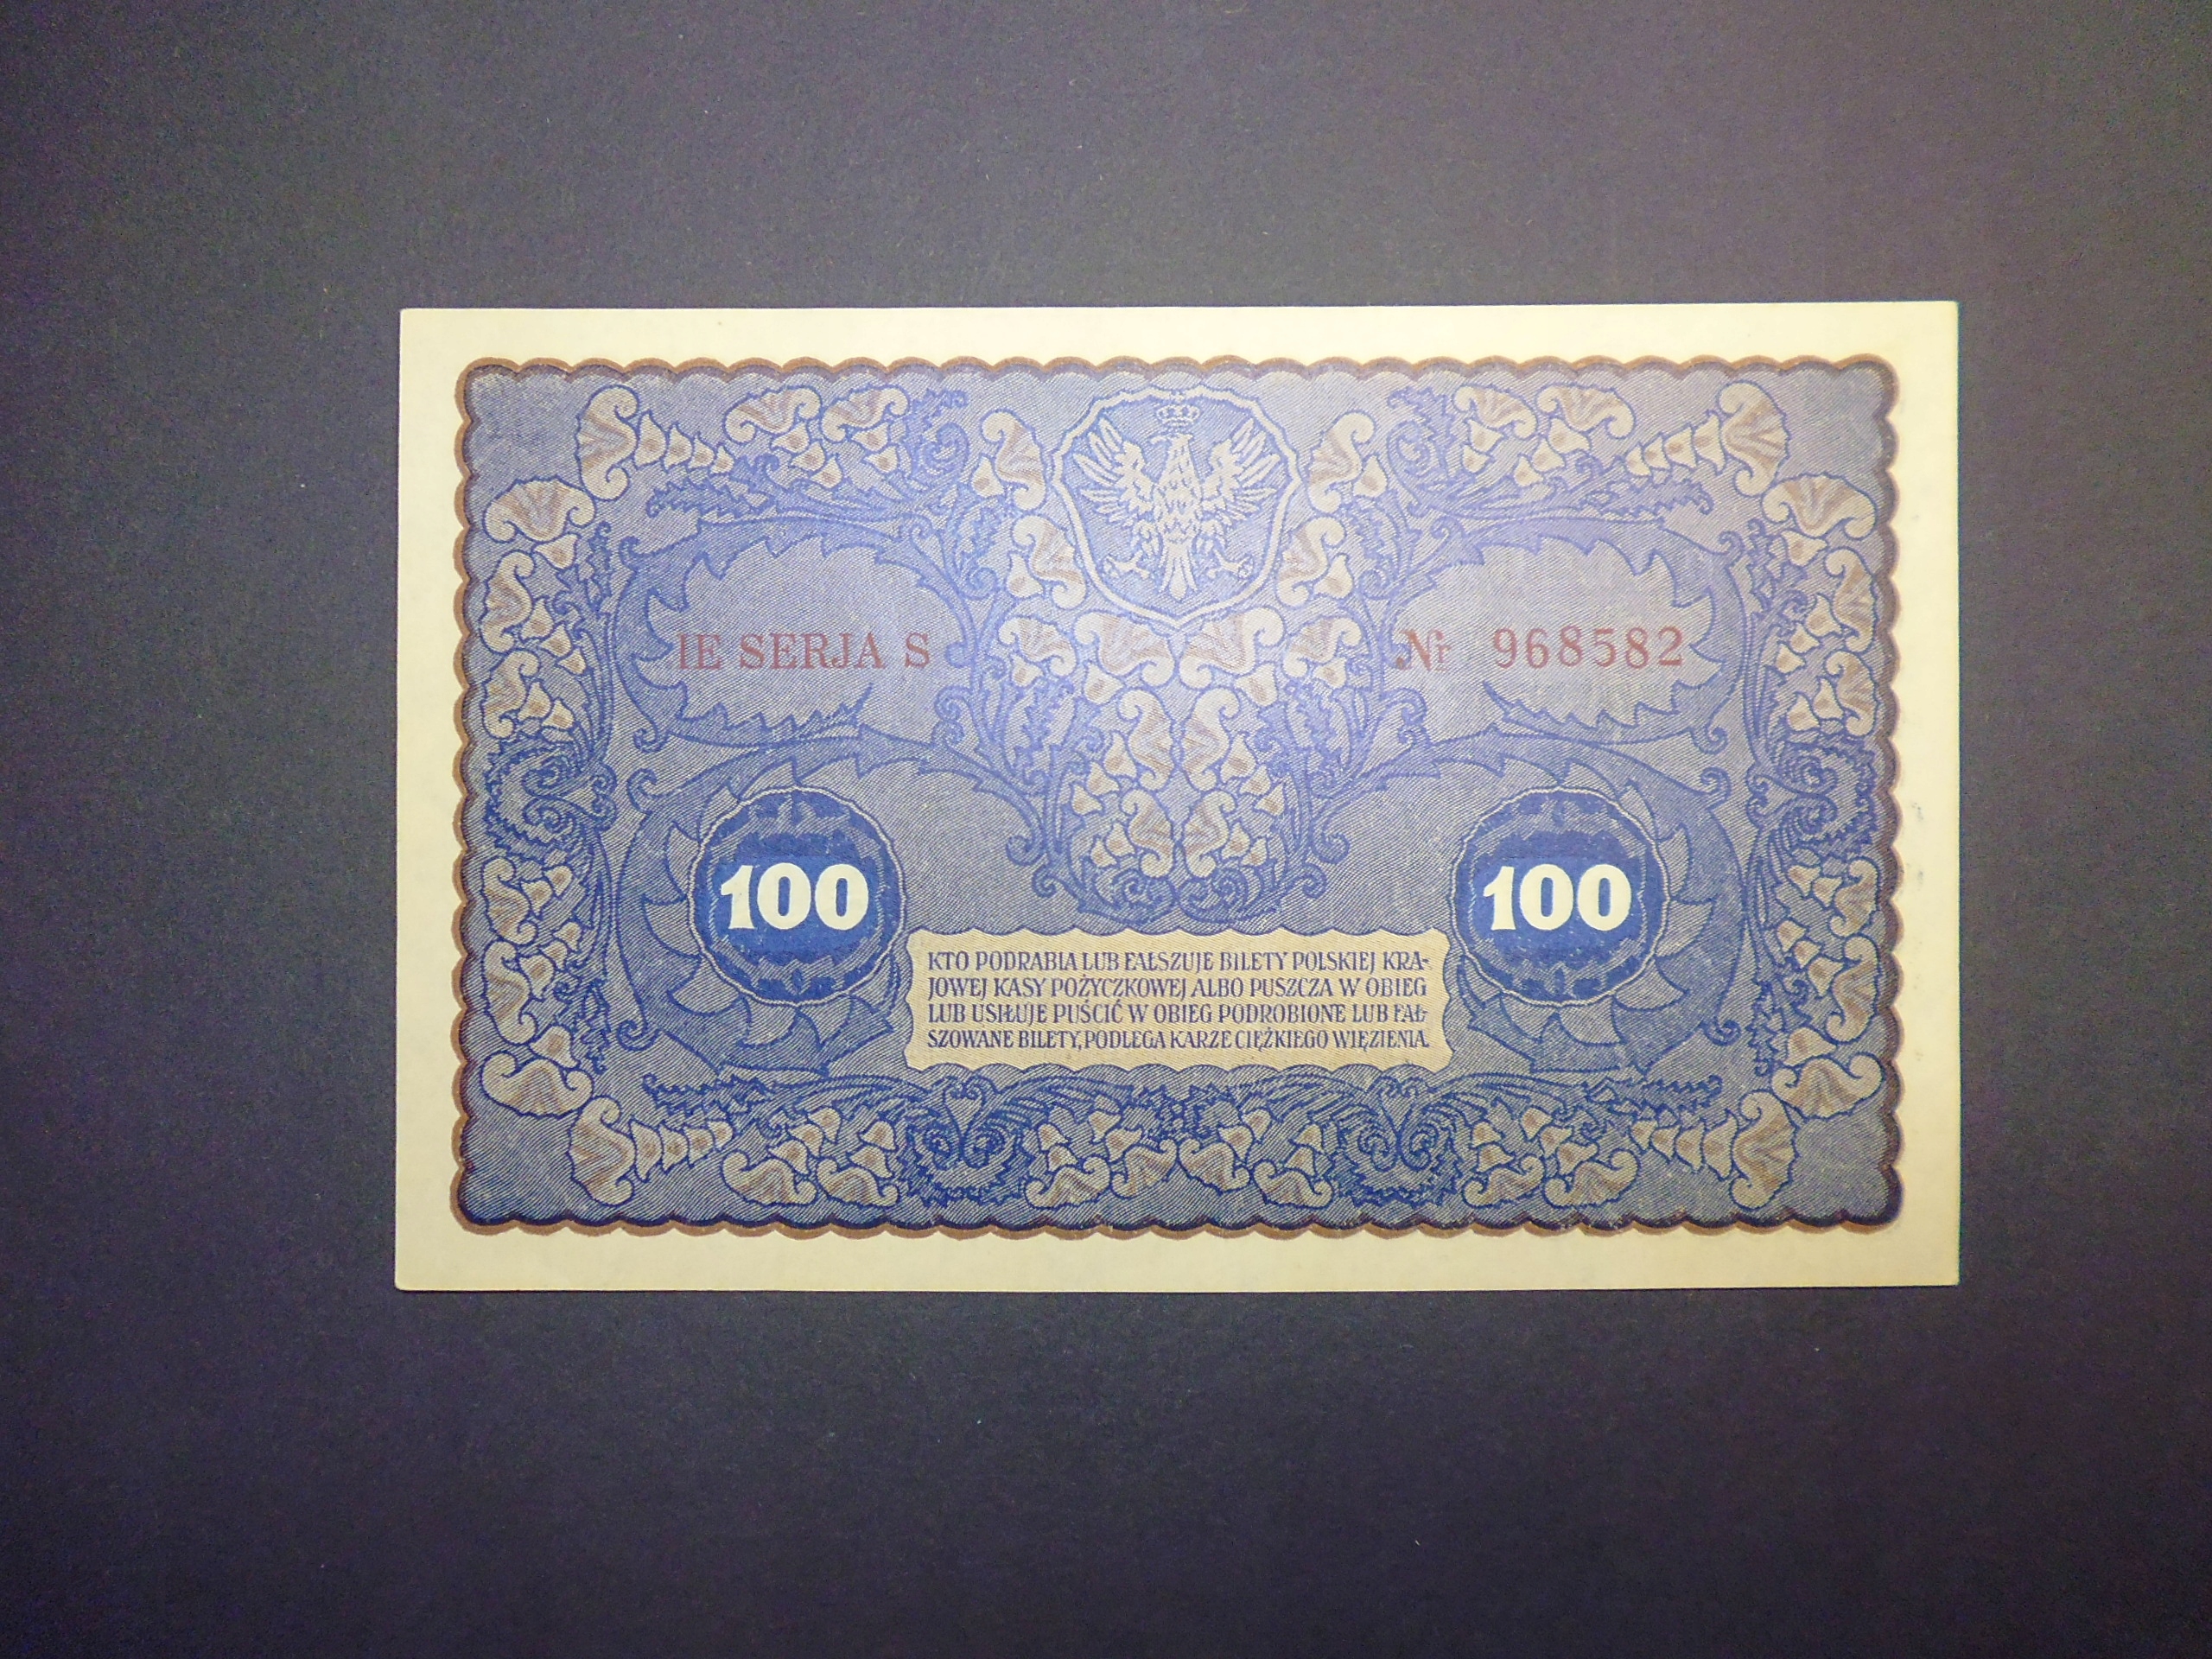 IE SERJA S Nr 968582
100 100
KTO PODRABIA LUB FAŁSZUJE BILETY POLSKIEJ KRA-
JOWEJ KASY POŻYCZKOWEJ ALBO PUSZCZA W OBIEG
LUB USIŁUJE PUŚCIĆ W OBIEG PODROBIONE LUB FAŁ-
SZOWANE BILETY, PODLEGA KARZE CIĘŻKIEGO WIĘZIENIA.